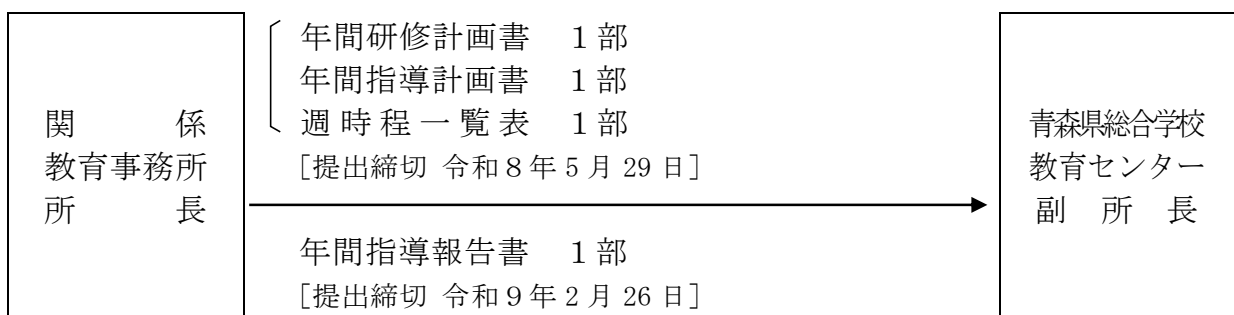 関係
教育事務所
所長
年間研修計画書 1部
年間指導計画書 1部
週時程一覧表 1部
[提出締切 令和8年5月29日]
年間指導報告書 1部
[提出締切 令和9年2月26日]
青森県総合学校
教育センター
副所長